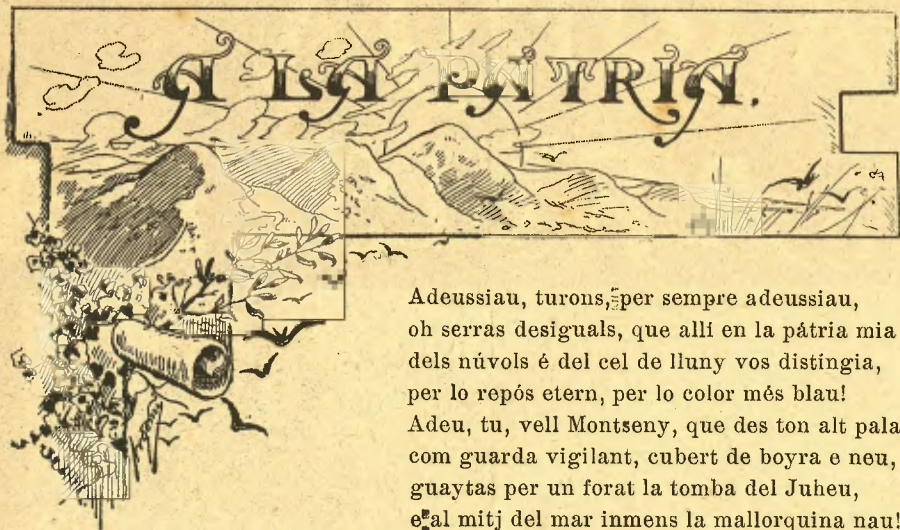 A LA PÁTRIA.
Adeussiau, turons, per sempre adeussiau,
oh serras desiguals, que allí en la pátria mia
dels núvols é del cel de lluny vos distíngia,
per lo repós etern, per lo color més blau!
Adeu, tu, vell Montseny, que des ton alt pala
com guarda vigilant, cubert de boyra e neu,
guaytas per un forat la tomba del Juheu,
e al mitj del mar inmens la mallorquina nau!